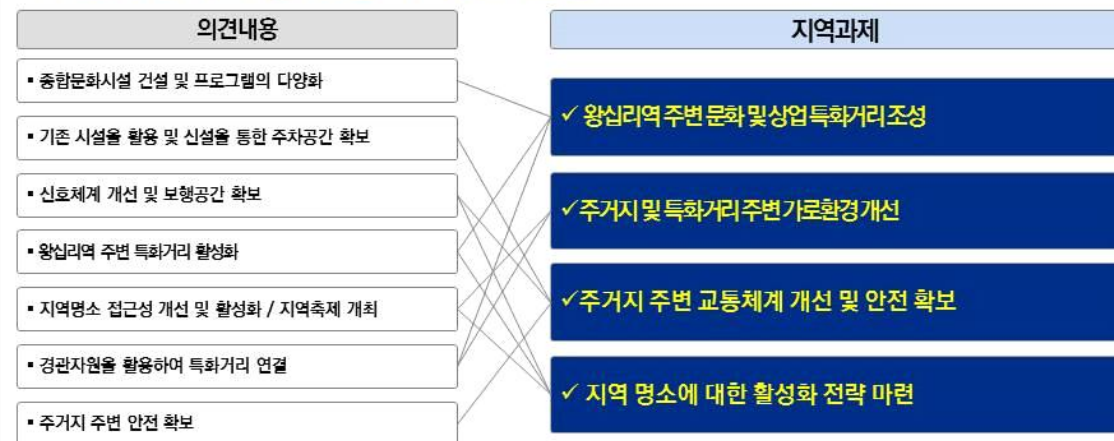 의견내용
지역과제
▪ 종합문화시설 건설 및 프로그램의 다양화
▪ 기존 시설을 활용 및 신설을 통한 주차공간 확보
▪ 신호체계 개선 및 보행공간 확보
▪ 왕십리역 주변 특화거리 활성화
▪ 지역명소 접근성 개선 및 활성화 / 지역축제 개최
▪ 경관자원을 활용하여 특화거리 연결
▪ 주거지 주변 안전 확보
✓ 왕십리역 주변 문화 및 상업 특화거리 조성
✓ 주거지 및 특화거리 주변 가로환경 개선
✓ 주거지 주변 교통체계 개선 및 안전 확보
✓ 지역 명소에 대한 활성화 전략 마련